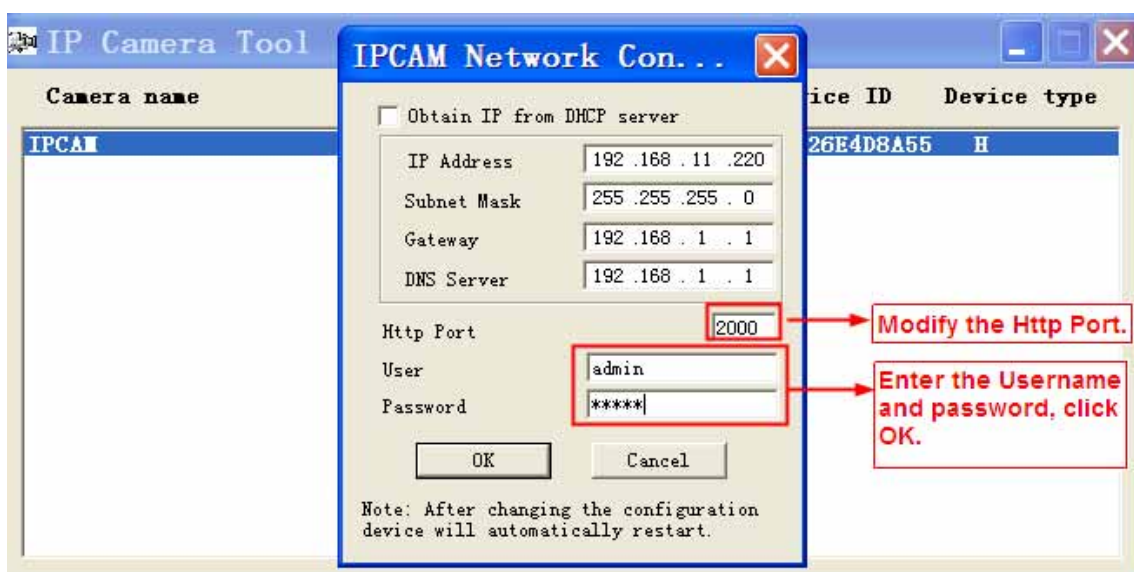 IP Camera Tool
IPCAM Network Con...
Camera name
ice ID
Device type
IPCAM
26E4D8A55
H
Obtain IP from DHCP server
IP Address
192 .168 . 11 .220
Subnet Mask
255 .255 .255 . 0
Gateway
192 .168 . 1 . 1
DNS Server
192 .168 . 1 . 1
Http Port
2000
Modify the Http Port.
User
admin
Password
*****
Enter the Username
and password, click
OK.
OK
Cancel
Note: After changing the configuration
device will automatically restart.